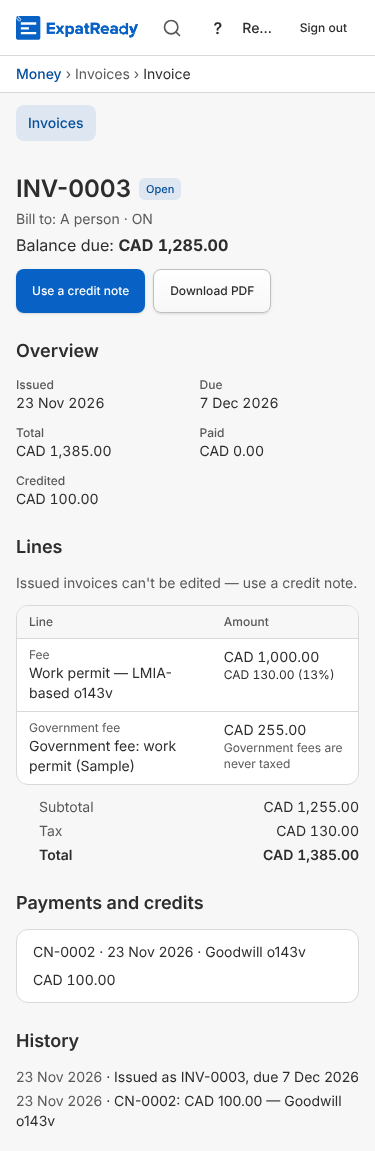 ExpatReady ? Re... Sign out
Money › Invoices › Invoice
Invoices
INV-0003 Open
Bill to: A person · ON
Balance due: CAD 1,285.00
Use a credit note Download PDF
Overview
Issued Due
23 Nov 2026 7 Dec 2026
Total Paid
CAD 1,385.00 CAD 0.00
Credited
CAD 100.00
Lines
Issued invoices can't be edited — use a credit note.
Line Amount
Fee
Work permit — LMIA-based o143v
CAD 1,000.00
CAD 130.00 (13%)
Government fee
Government fee: work permit (Sample)
CAD 255.00
Government fees are never taxed
Subtotal CAD 1,255.00
Tax CAD 130.00
Total CAD 1,385.00
Payments and credits
CN-0002 · 23 Nov 2026 · Goodwill o143v
CAD 100.00
History
23 Nov 2026 · Issued as INV-0003, due 7 Dec 2026
23 Nov 2026 · CN-0002: CAD 100.00 — Goodwill
o143v